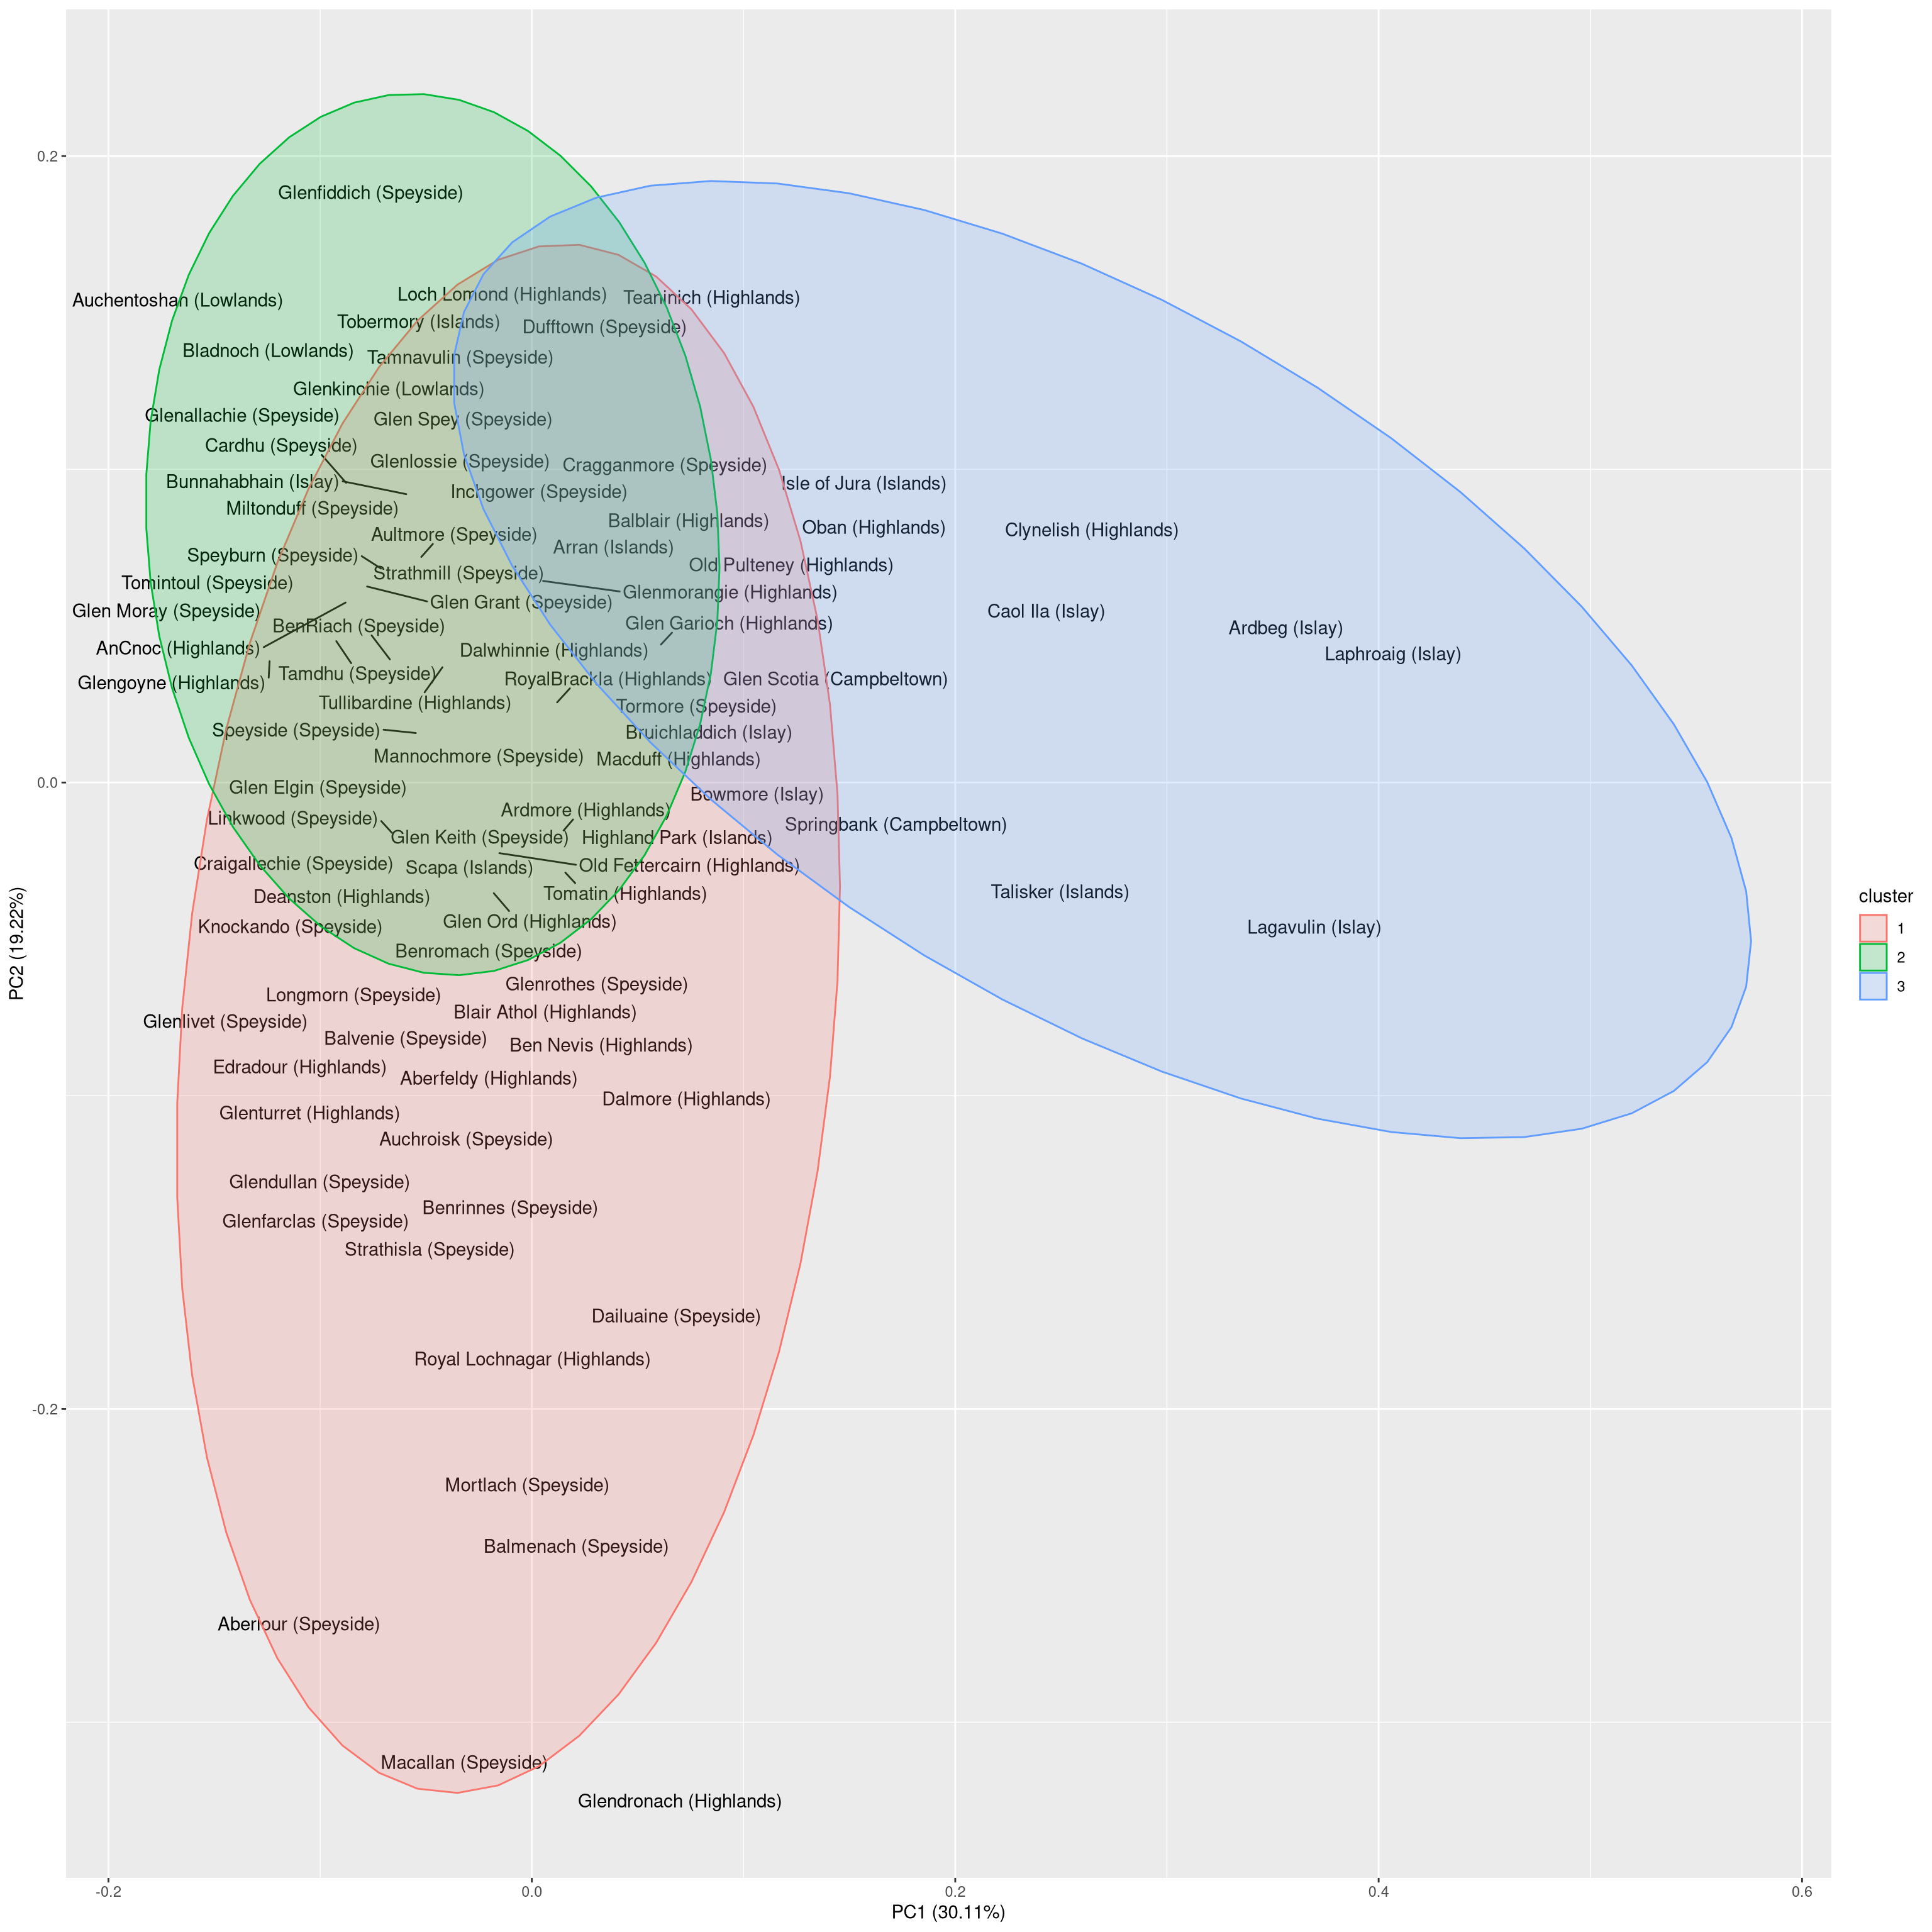 0.2
0.0
-0.2
PC2 (19.22%)
Glenfiddich (Speyside)
Auchentoshan (Lowlands)
Loch Lomond (Highlands)
Teaninich (Highlands)
Tobermory (Islands)
Dufftown (Speyside)
Bladnoch (Lowlands)
Tamnavulin (Speyside)
Glenkinchie (Lowlands)
Glenallachie (Speyside)
Glen Spey (Speyside)
Cardhu (Speyside)
Glenlossie (Speyside)
Cragganmore (Speyside)
Bunnahabhain (Islay)
Isle of Jura (Islands)
Inchgower (Speyside)
Miltonduff (Speyside)
Balblair (Highlands)
Oban (Highlands)
Clynelish (Highlands)
Aultmore (Speyside)
Arran (Islands)
Speyburn (Speyside)
Old Pulteney (Highlands)
Strathmill (Speyside)
Tomintoul (Speyside)
Glenmorangie (Highlands)
Glen Grant (Speyside)
Glen Moray (Speyside)
Caol Ila (Islay)
BenRiach (Speyside)
Glen Garioch (Highlands)
Ardbeg (Islay)
AnCnoc (Highlands)
Dalwhinnie (Highlands)
Laphroaig (Islay)
Tamdhu (Speyside)
Glengoyne (Highlands)
RoyalBrackla (Highlands)
Glen Scotia (Campbeltown)
Tullibardine (Highlands)
Tormore (Speyside)
Speyside (Speyside)
Bruichladdich (Islay)
Mannochmore (Speyside)
Macduff (Highlands)
Glen Elgin (Speyside)
Bowmore (Islay)
Ardmore (Highlands)
Linkwood (Speyside)
Springbank (Campbeltown)
Glen Keith (Speyside)
Highland Park (Islands)
Craigallechie (Speyside)
Scapa (Islands)
Old Fettercairn (Highlands)
Deanston (Highlands)
Tomatin (Highlands)
Talisker (Islands)
Knockando (Speyside)
Glen Ord (Highlands)
Lagavulin (Islay)
Benromach (Speyside)
Glenrothes (Speyside)
Longmorn (Speyside)
Blair Athol (Highlands)
Glenlivet (Speyside)
Balvenie (Speyside)
Ben Nevis (Highlands)
Edradour (Highlands)
Aberfeldy (Highlands)
Dalmore (Highlands)
Glenturret (Highlands)
Auchroisk (Speyside)
Glendullan (Speyside)
Benrinnes (Speyside)
Glenfarclas (Speyside)
Strathisla (Speyside)
Dailuaine (Speyside)
Royal Lochnagar (Highlands)
Mortlach (Speyside)
Balmenach (Speyside)
Aberlour (Speyside)
Macallan (Speyside)
Glendronach (Highlands)
cluster
1
2
3
-0.2
0.0
0.2
0.4
0.6
PC1 (30.11%)